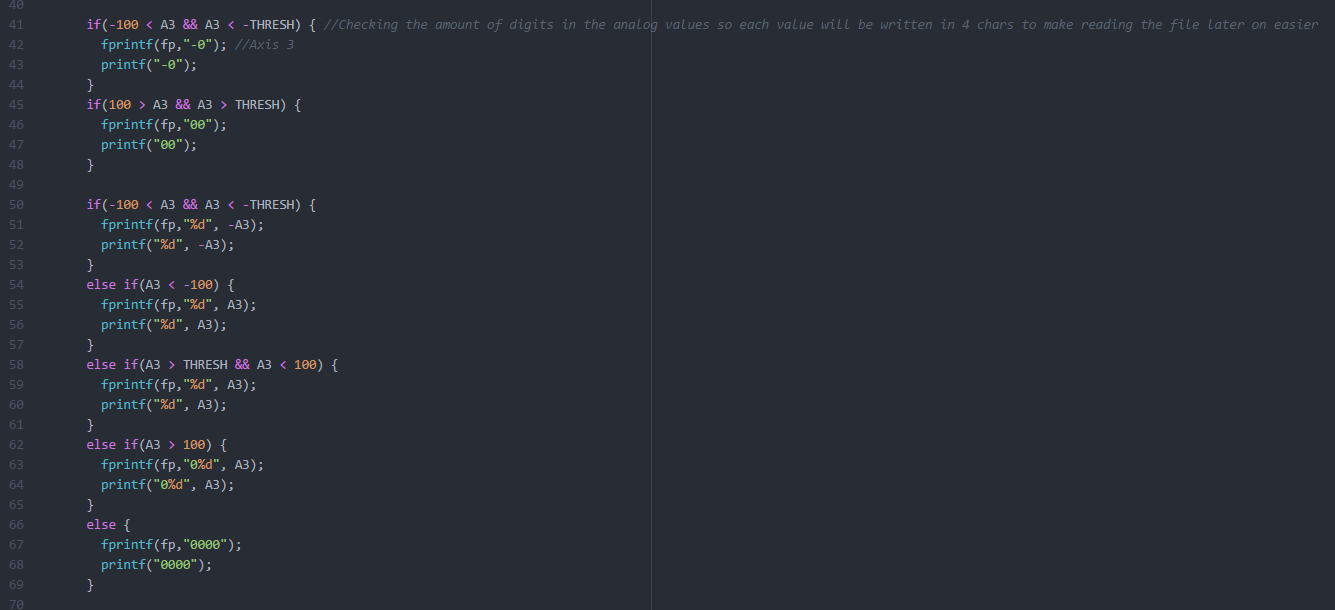 40
41 if(-100 < A3 && A3 < -THRESH) { //Checking the amount of digits in the analog values so each value will be written in 4 chars to make reading the file later on easier
42 fprintf(fp,"-0"); //Axis 3
43 printf("-0");
44 }
45 if(100 > A3 && A3 > THRESH) {
46 fprintf(fp,"00");
47 printf("00");
48 }
49
50 if(-100 < A3 && A3 < -THRESH) {
51 fprintf(fp,"%d", -A3);
52 printf("%d", -A3);
53 }
54 else if(A3 < -100) {
55 fprintf(fp,"%d", A3);
56 printf("%d", A3);
57 }
58 else if(A3 > THRESH && A3 < 100) {
59 fprintf(fp,"%d", A3);
60 printf("%d", A3);
61 }
62 else if(A3 > 100) {
63 fprintf(fp,"0%d", A3);
64 printf("0%d", A3);
65 }
66 else {
67 fprintf(fp,"0000");
68 printf("0000");
69 }
70